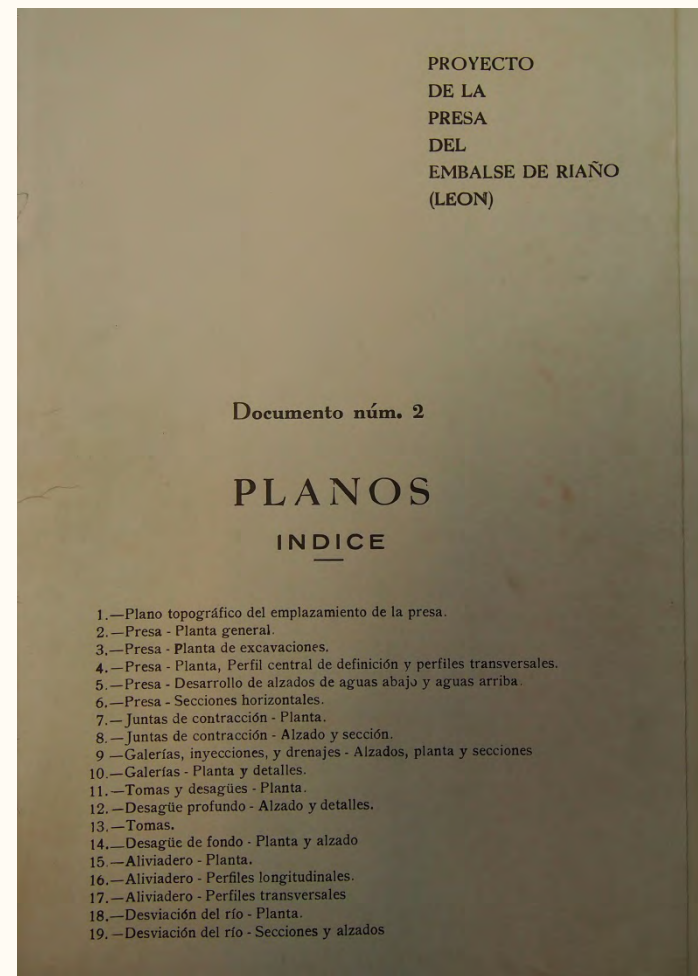 PROYECTO
DE LA
PRESA
DEL
EMBALSE DE RIAÑO
(LEON)
Documento núm. 2
PLANOS
INDICE
1.—Plano topográfico del emplazamiento de la presa.
2.—Presa - Planta general.
3.—Presa - Planta de excavaciones.
4.—Presa - Planta, Perfil central de definición y perfiles transversales.
5.—Presa - Desarrollo de alzados de aguas abajo y aguas arriba.
6.—Presa - Secciones horizontales.
7.—Juntas de contracción - Planta.
8.—Juntas de contracción - Alzado y sección.
9 —Galerías, inyecciones, y drenajes - Alzados, planta y secciones
10.—Galerías - Planta y detalles.
11.—Tomas y desagües - Planta.
12.—Desagüe profundo - Alzado y detalles.
13.—Tomas.
14.—Desagüe de fondo - Planta y alzado
15.—Aliviadero - Planta.
16.—Aliviadero - Perfiles longitudinales.
17.—Aliviadero - Perfiles transversales
18.—Desviación del río - Planta.
19.—Desviación del río - Secciones y alzados